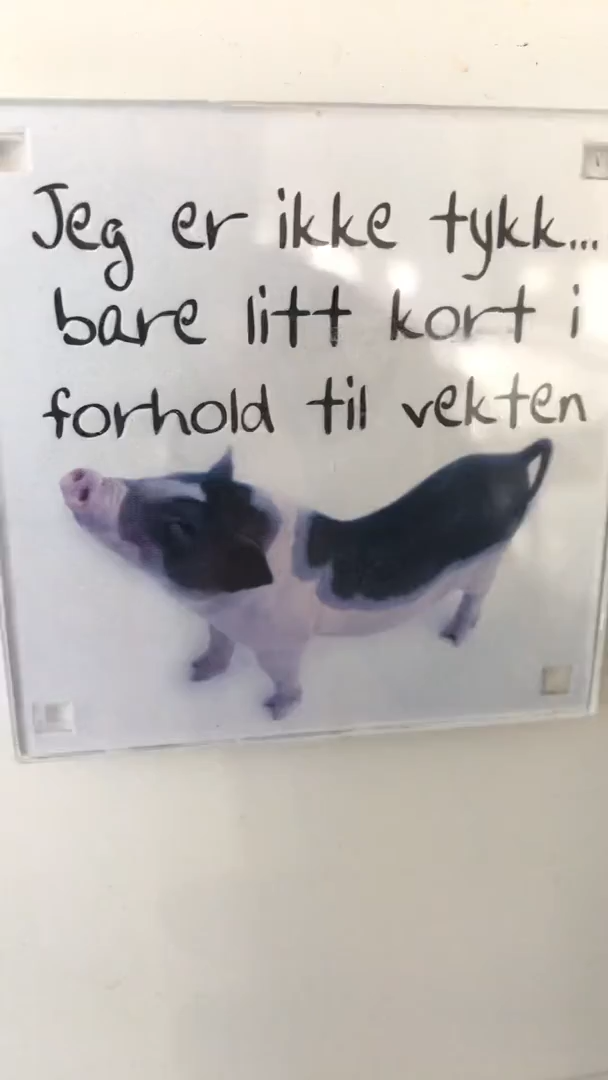 Jeg er ikke tykk...
bare litt kort i
forhold til vekten